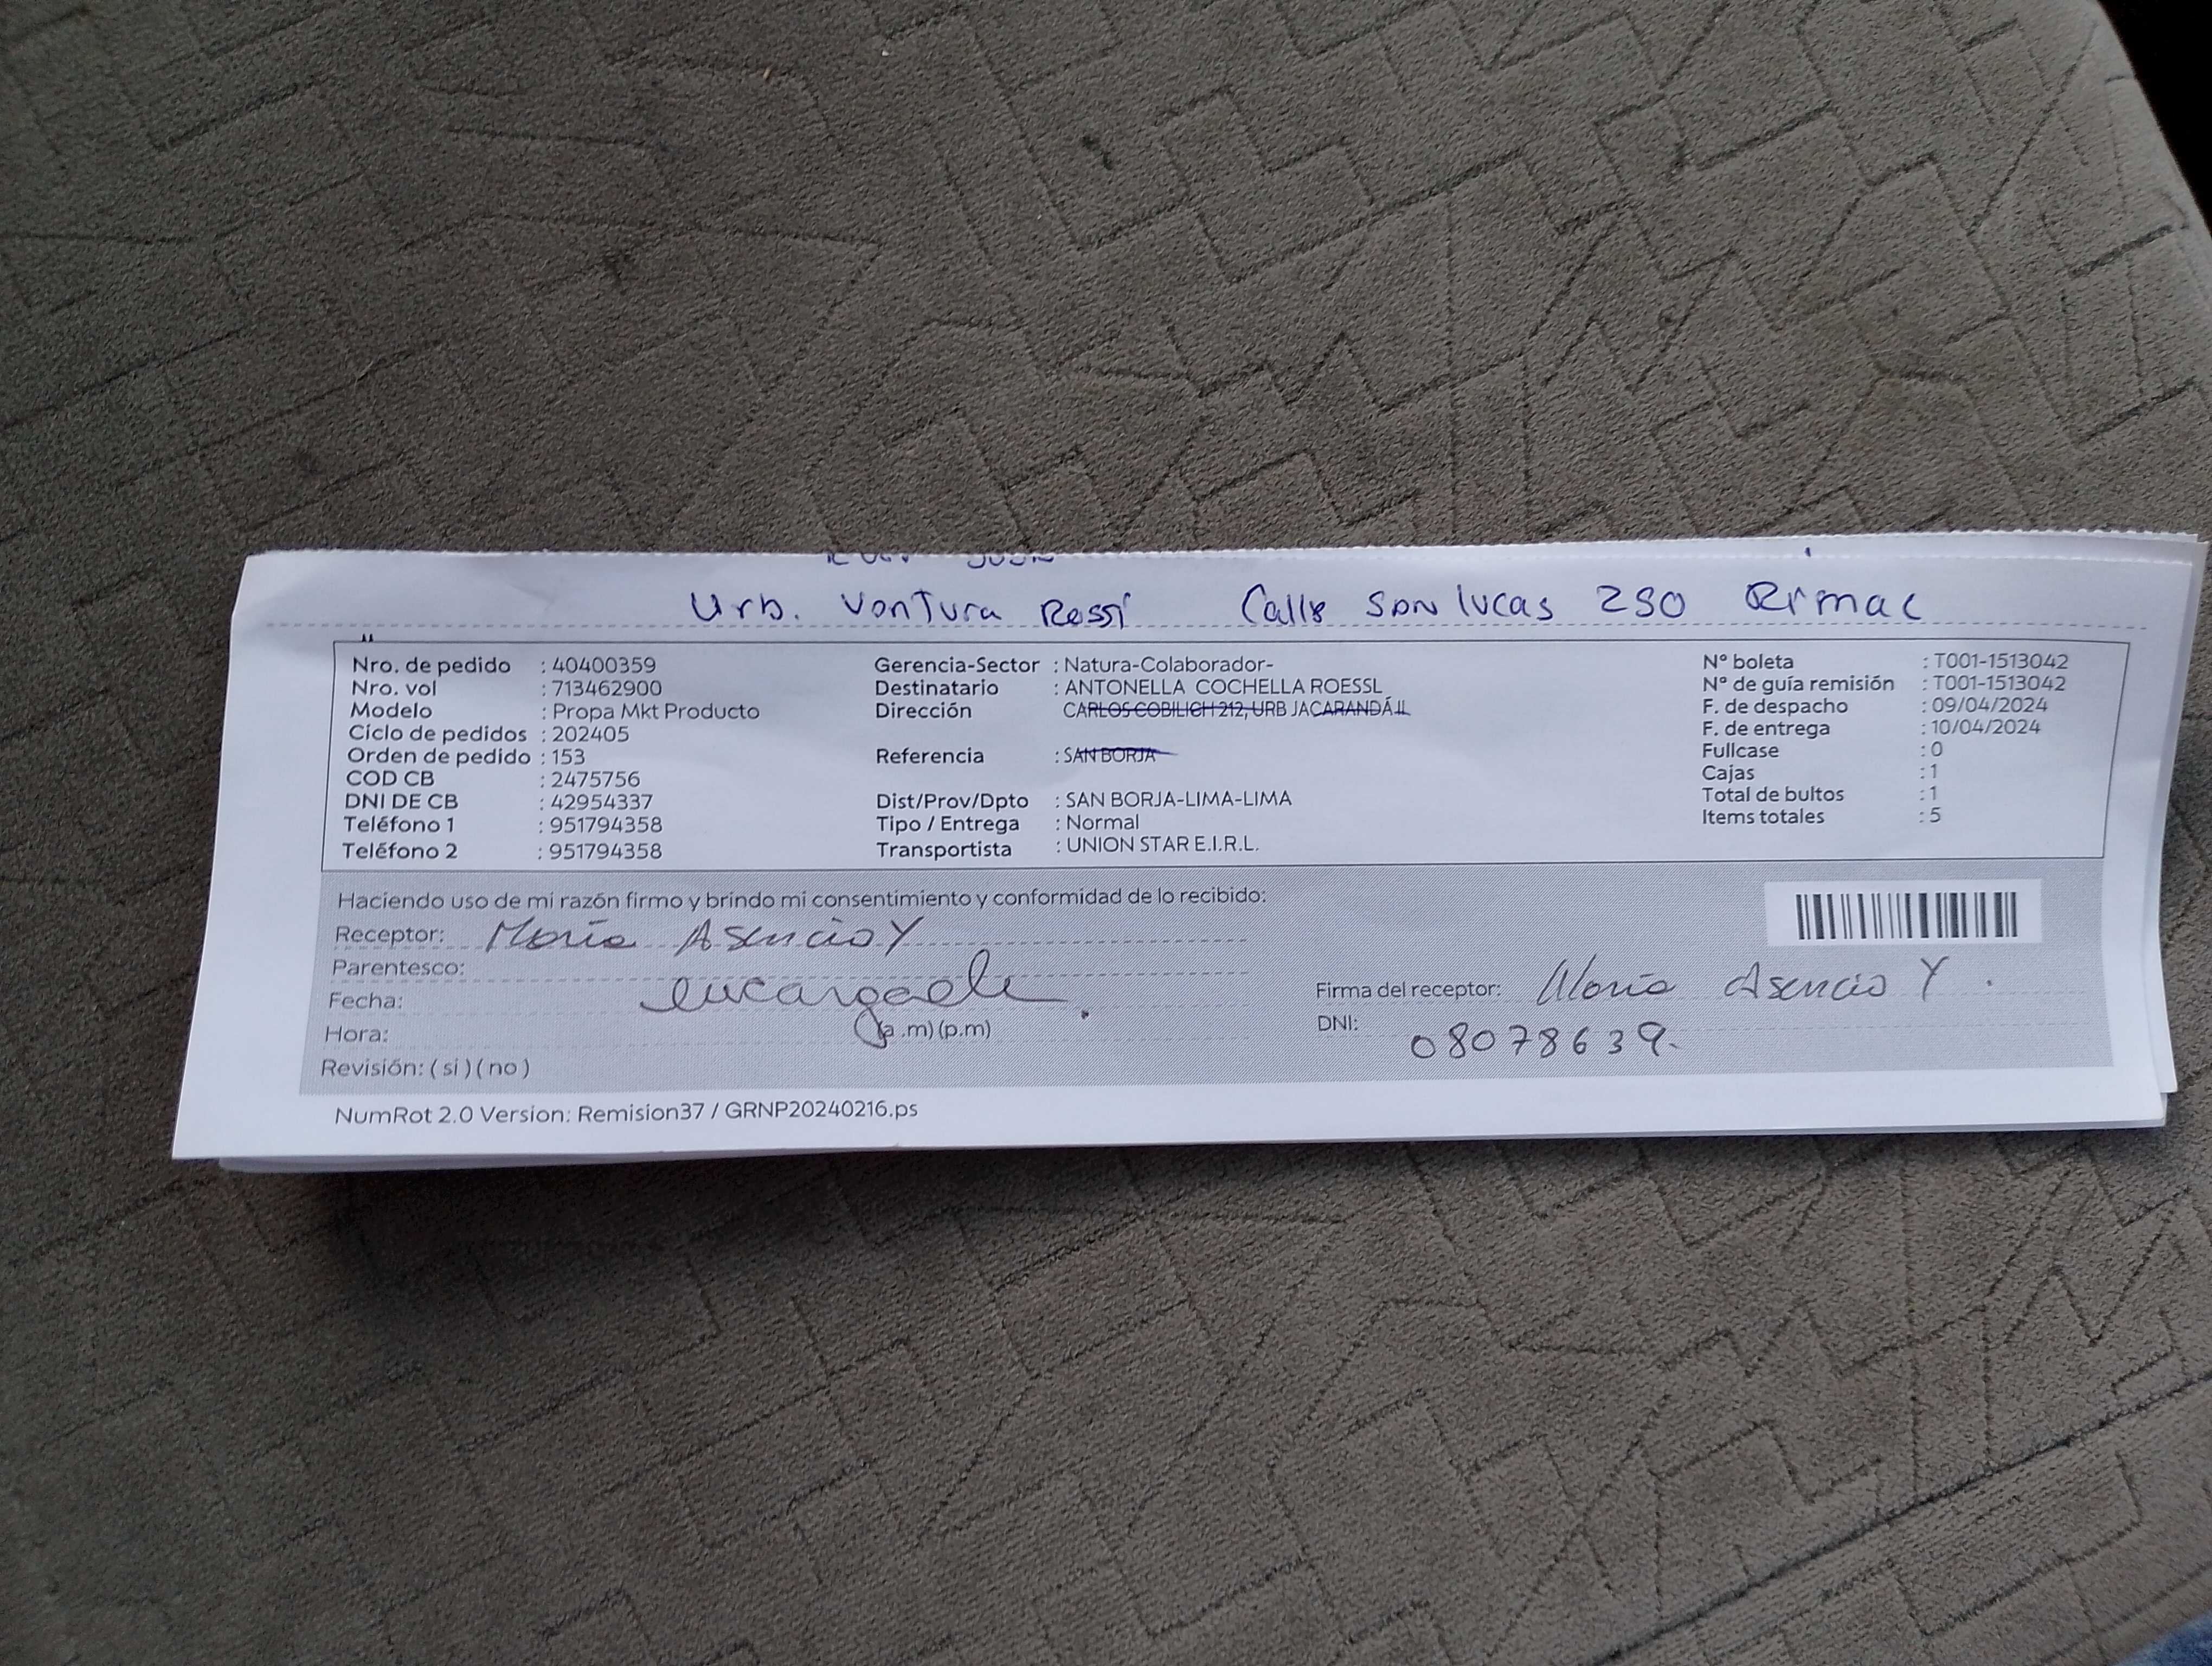 Urb. Ventura Rossi Calle San lucas 250 Rimac
Nro. de pedido : 40400359
Nro. vol : 713462900
Modelo : Propa Mkt Producto
Ciclo de pedidos : 202405
Orden de pedido : 153
COD CB : 2475756
DNI DE CB : 42954337
Teléfono 1 : 951794358
Teléfono 2 : 951794358
Gerencia-Sector : Natura-Colaborador-
Destinatario : ANTONELLA COCHELLA ROESSL
Dirección CARLOS COBILICH 212, URB JACARANDÁ II
Referencia : SAN BORJA
Dist/Prov/Dpto : SAN BORJA-LIMA-LIMA
Tipo / Entrega : Normal
Transportista : UNION STAR E.I.R.L.
N° boleta : T001-1513042
N° de guía remisión : T001-1513042
F. de despacho : 09/04/2024
F. de entrega : 10/04/2024
Fullcase : 0
Cajas : 1
Total de bultos : 1
Items totales : 5
Haciendo uso de mi razón firmo y brindo mi consentimiento y conformidad de lo recibido:
Receptor: María Asencio Y
Parentesco:
encargada
Fecha:
Hora: (a .m) (p.m)
Revisión: ( si ) ( no )
Firma del receptor: María Asencio Y.
DNI: 08078639.
NumRot 2.0 Version: Remision37 / GRNP20240216.ps